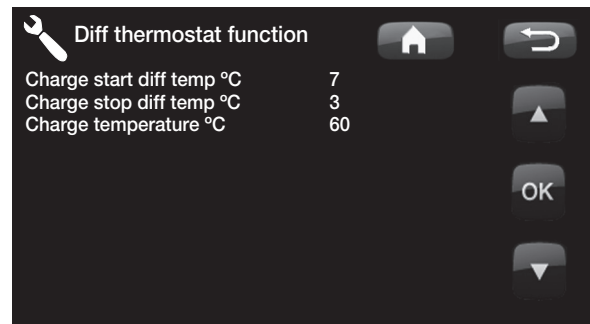 Diff thermostat function
Charge start diff temp ºC 7
Charge stop diff temp ºC 3
Charge temperature ºC 60
OK